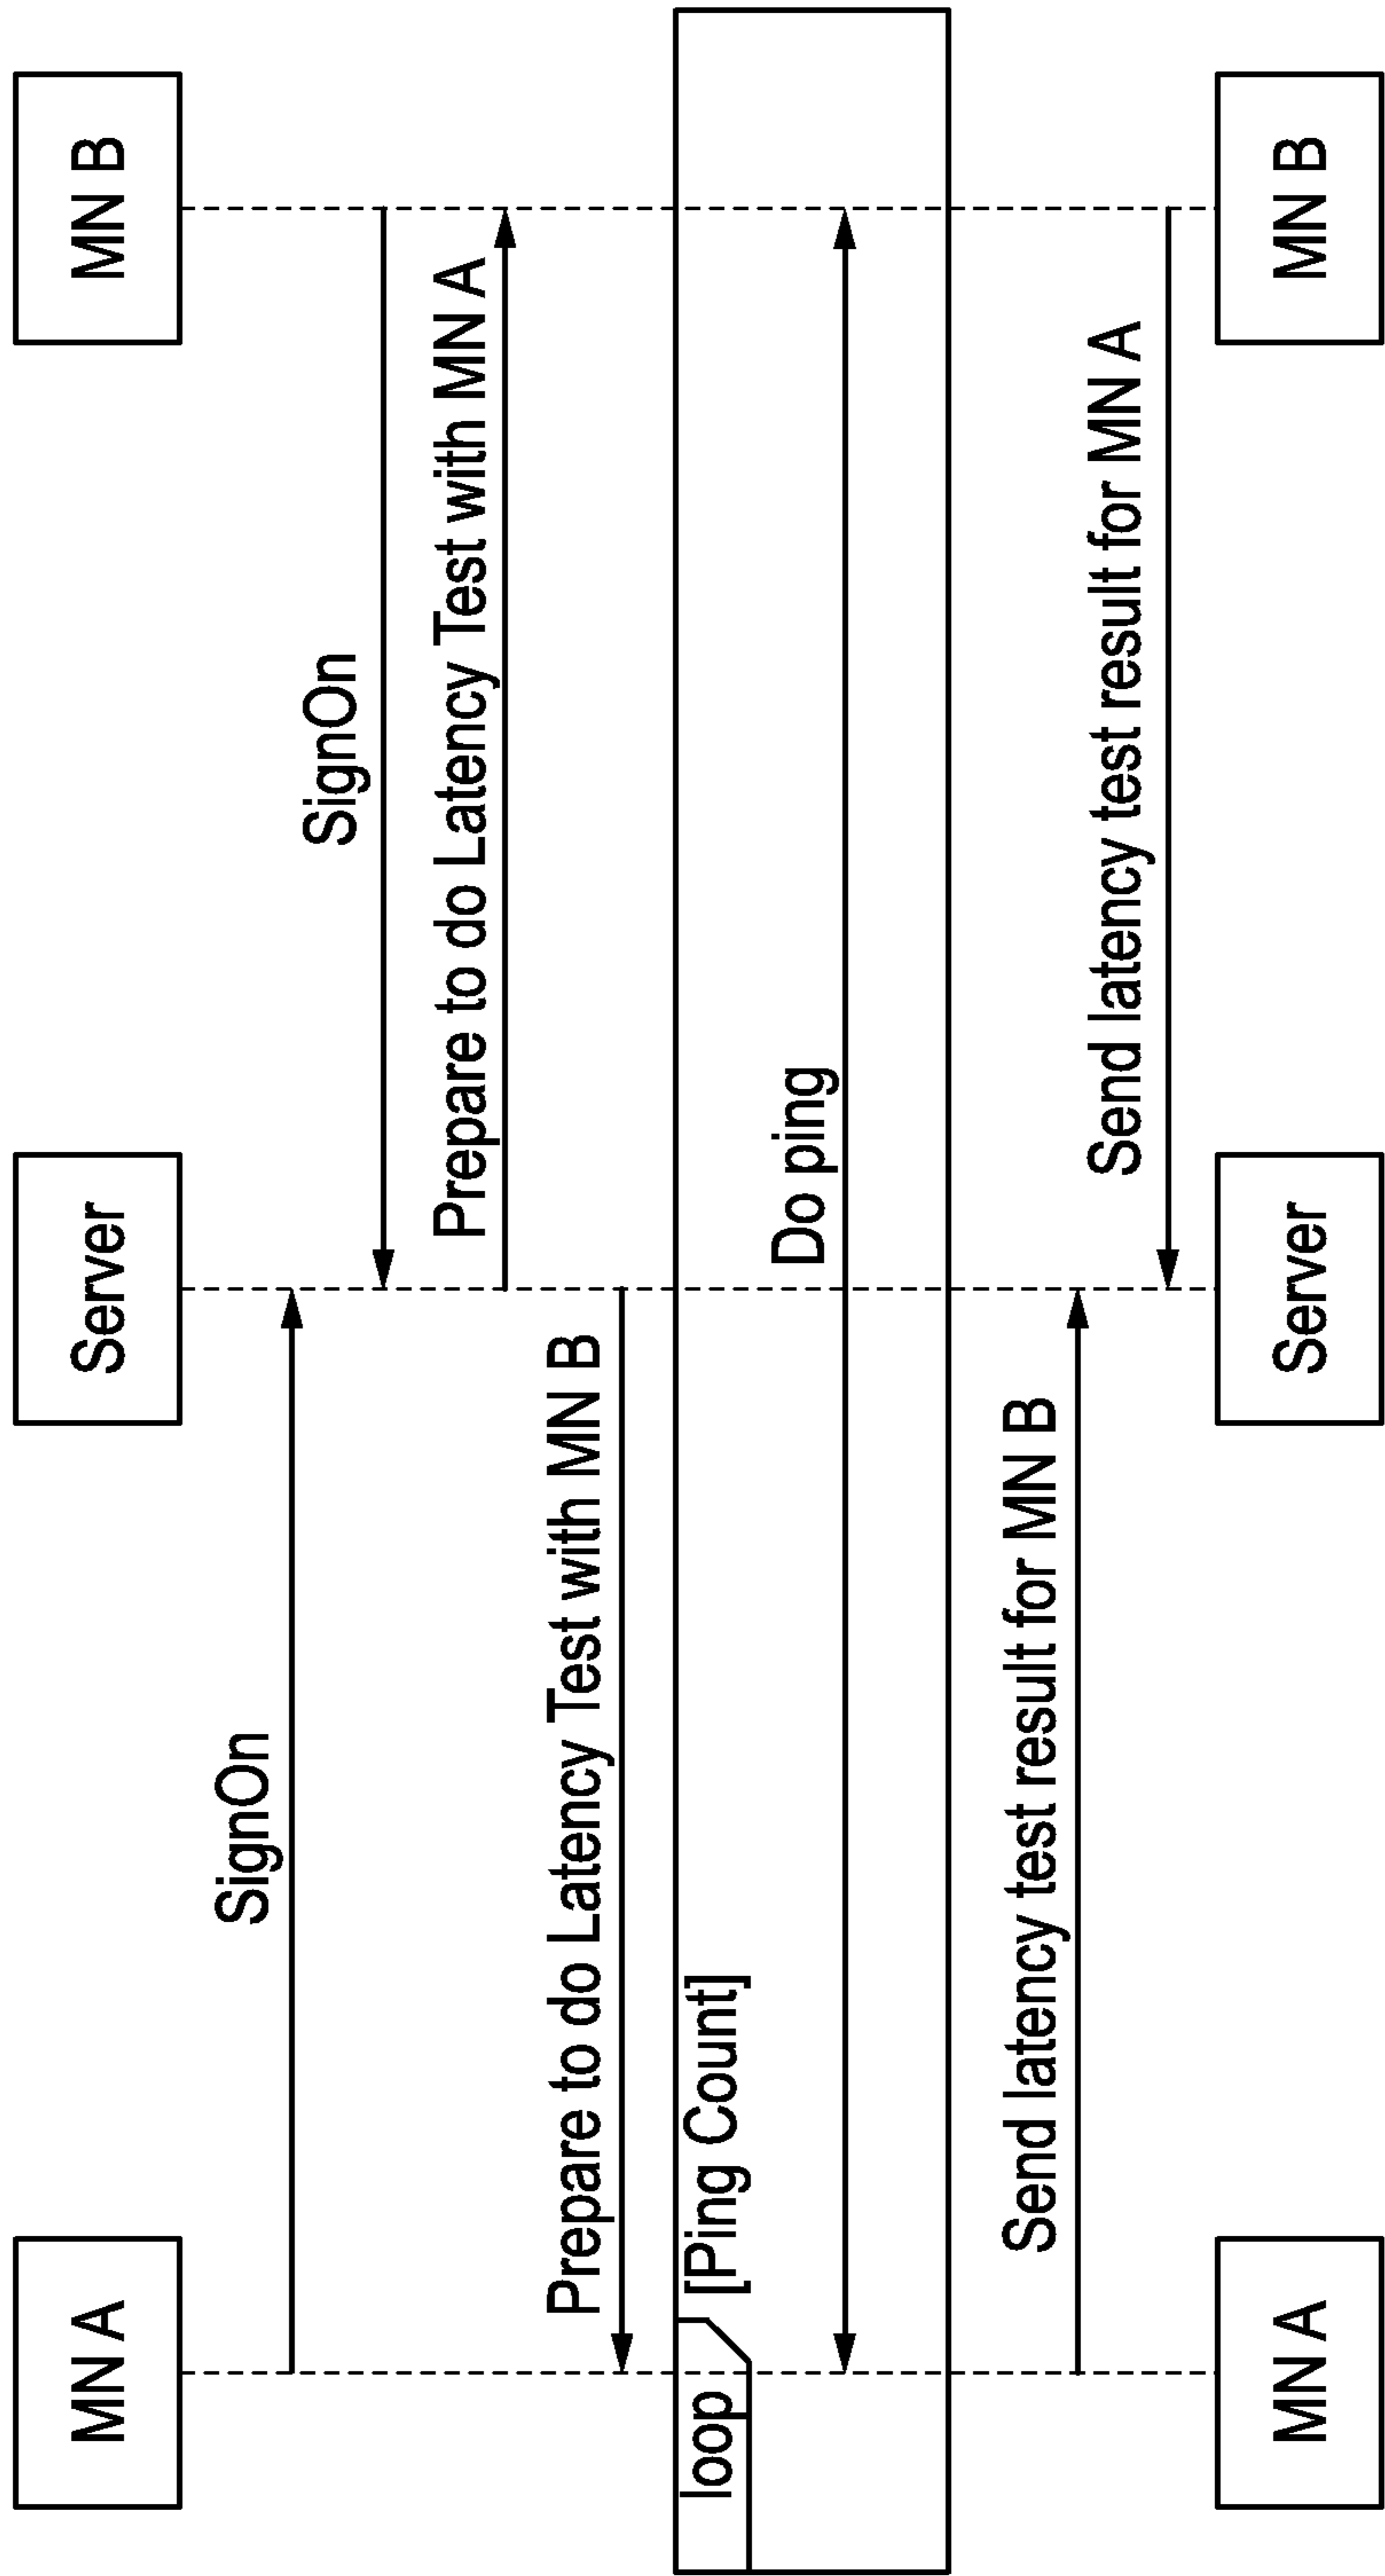 MN A
Server
MN B
SignOn
SignOn
Prepare to do Latency Test with MN A
Prepare to do Latency Test with MN B
loop
[Ping Count]
Do ping
Send latency test result for MN B
Send latency test result for MN A
MN A
Server
MN B